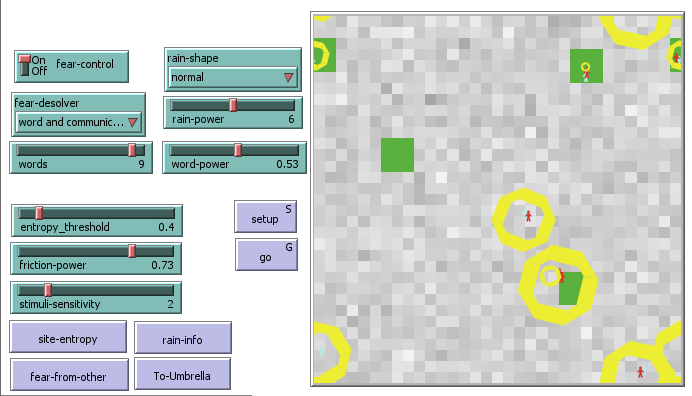 On
Off
fear-control
rain-shape
normal
fear-desolver
word and communic...
rain-power 6
words 9
word-power 0.53
entropy_threshold 0.4
friction-power 0.73
stimuli-sensitivity 2
S
setup
G
go
site-entropy
rain-info
fear-from-other
To-Umbrella